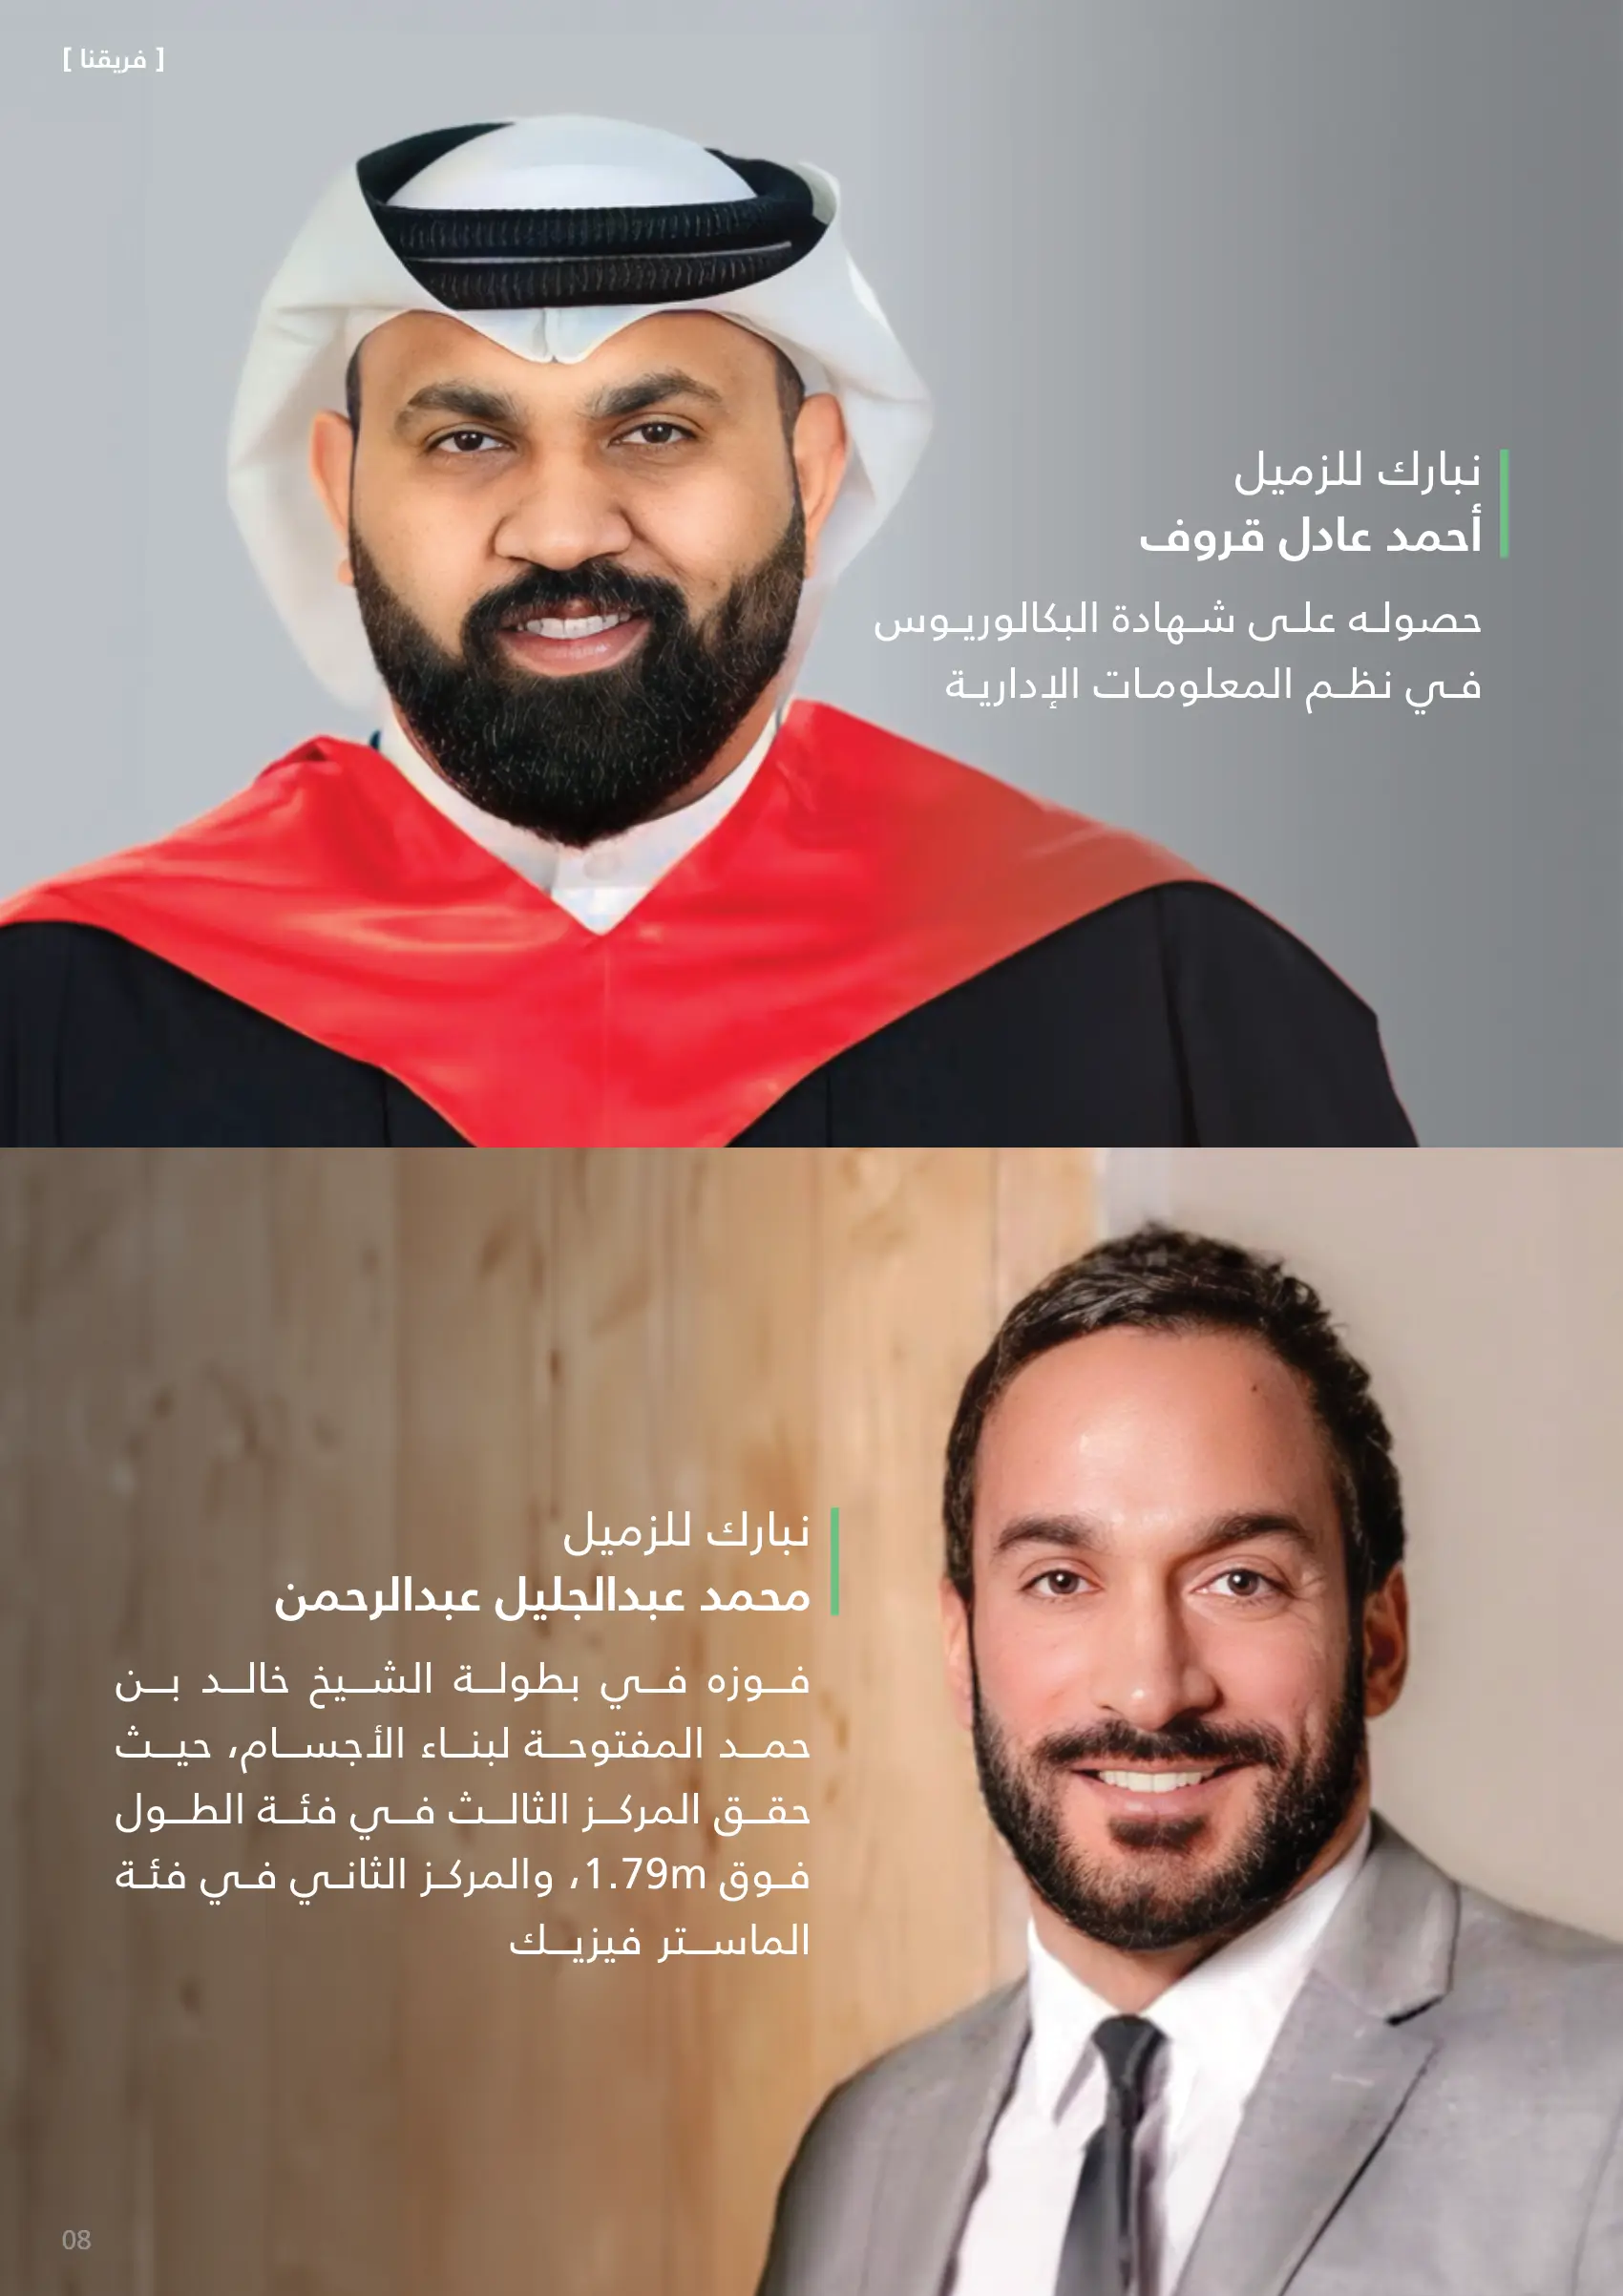 [ فريقنا ]
نبارك للزميل
أحمد عادل قروف
حصوله على شهادة البكالوريوس
في نظم المعلومات الإدارية
نبارك للزميل
محمد عبدالجليل عبدالرحمن
فوزه في بطولة الشيخ خالد بن
حمد المفتوحة لبناء الأجسام، حيث
حقق المركز الثالث في فئة الطول
فوق 1.79m، والمركز الثاني في فئة
الماستر فيزيك
08